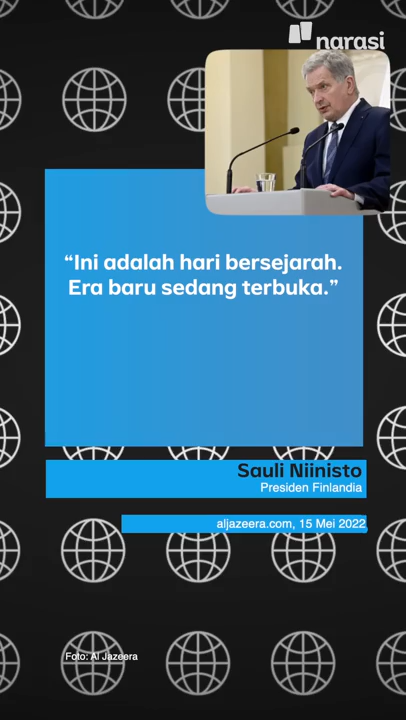 narasi
“Ini adalah hari bersejarah.
Era baru sedang terbuka.”
Sauli Niinisto
Presiden Finlandia
aljazeera.com, 15 Mei 2022
Foto: Al Jazeera